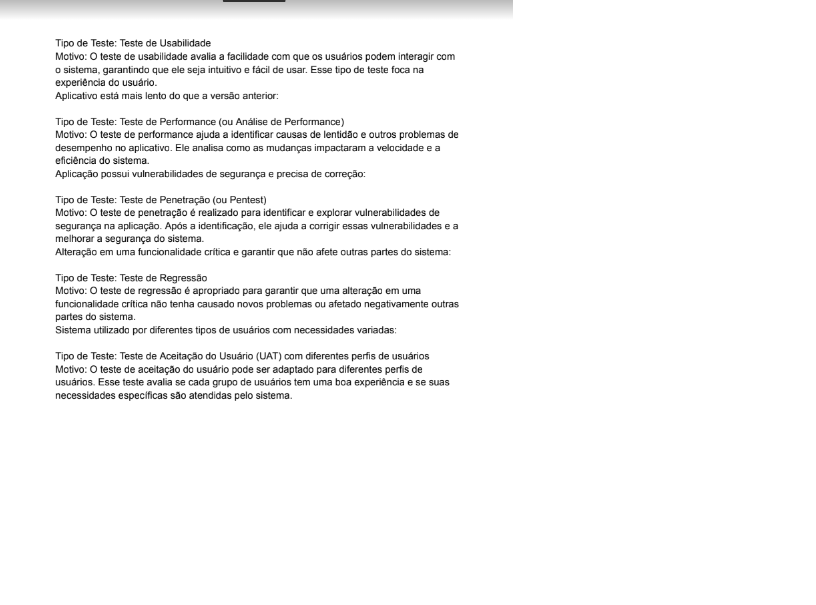 Tipo de Teste: Teste de Usabilidade
Motivo: O teste de usabilidade avalia a facilidade com que os usuários podem interagir com
o sistema, garantindo que ele seja intuitivo e fácil de usar. Esse tipo de teste foca na
experiência do usuário.
Aplicativo está mais lento do que a versão anterior:
Tipo de Teste: Teste de Performance (ou Análise de Performance)
Motivo: O teste de performance ajuda a identificar causas de lentidão e outros problemas de
desempenho no aplicativo. Ele analisa como as mudanças impactaram a velocidade e a
eficiência do sistema.
Aplicação possui vulnerabilidades de segurança e precisa de correção:
Tipo de Teste: Teste de Penetração (ou Pentest)
Motivo: O teste de penetração é realizado para identificar e explorar vulnerabilidades de
segurança na aplicação. Após a identificação, ele ajuda a corrigir essas vulnerabilidades e a
melhorar a segurança do sistema.
Alteração em uma funcionalidade crítica e garantir que não afete outras partes do sistema:
Tipo de Teste: Teste de Regressão
Motivo: O teste de regressão é apropriado para garantir que uma alteração em uma
funcionalidade crítica não tenha causado novos problemas ou afetado negativamente outras
partes do sistema.
Sistema utilizado por diferentes tipos de usuários com necessidades variadas:
Tipo de Teste: Teste de Aceitação do Usuário (UAT) com diferentes perfis de usuários
Motivo: O teste de aceitação do usuário pode ser adaptado para diferentes perfis de
usuários. Esse teste avalia se cada grupo de usuários tem uma boa experiência e se suas
necessidades específicas são atendidas pelo sistema.